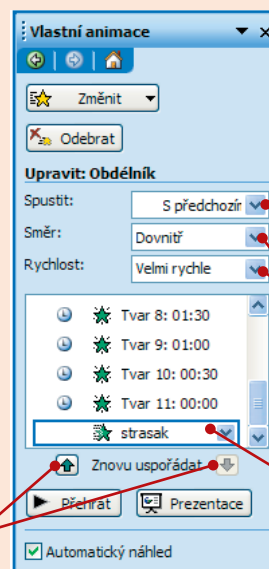 Vlastní animace
Změnit
Odebrat
Upravit: Obdélník
Spustit:
S předchozír
Směr:
Dovnitř
Rychlost:
Velmi rychle
Tvar 8: 01:30
Tvar 9: 01:00
Tvar 10: 00:30
Tvar 11: 00:00
strasak
Znovu uspořádat
Přehrát
Prezentace
Automatický náhled